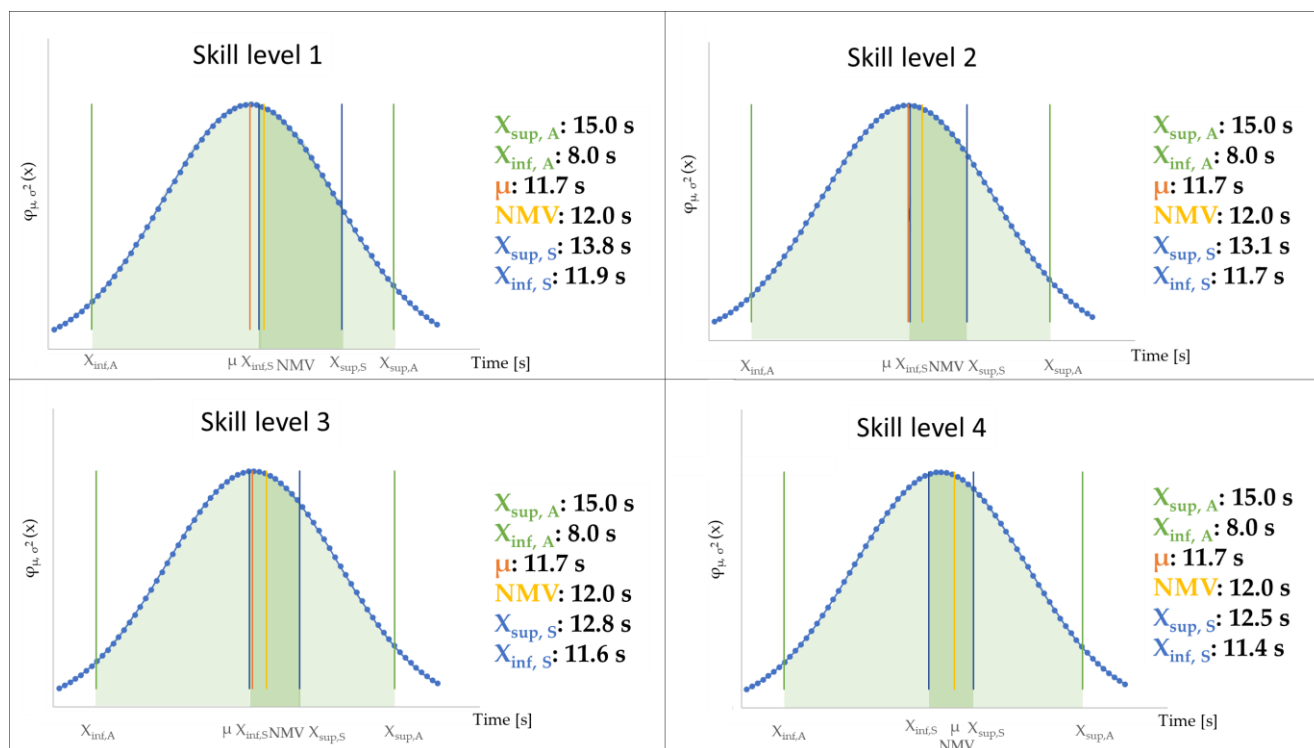 Skill level 1
φμ, σ²(x)
Xsup, A: 15.0 s
Xinf, A: 8.0 s
μ: 11.7 s
NMV: 12.0 s
Xsup, S: 13.8 s
Xinf, S: 11.9 s
Xinf,A μ Xinf,S NMV Xsup,S Xsup,A Time [s]
Skill level 2
φμ, σ²(x)
Xsup, A: 15.0 s
Xinf, A: 8.0 s
μ: 11.7 s
NMV: 12.0 s
Xsup, S: 13.1 s
Xinf, S: 11.7 s
Xinf,A μ Xinf,S NMV Xsup,S Xsup,A Time [s]
Skill level 3
φμ, σ²(x)
Xsup, A: 15.0 s
Xinf, A: 8.0 s
μ: 11.7 s
NMV: 12.0 s
Xsup, S: 12.8 s
Xinf, S: 11.6 s
Xinf,A μ Xinf,S NMV Xsup,S Xsup,A Time [s]
Skill level 4
φμ, σ²(x)
Xsup, A: 15.0 s
Xinf, A: 8.0 s
μ: 11.7 s
NMV: 12.0 s
Xsup, S: 12.5 s
Xinf, S: 11.4 s
Xinf,A Xinf,S μ Xsup,S Xsup,A Time [s]
NMV